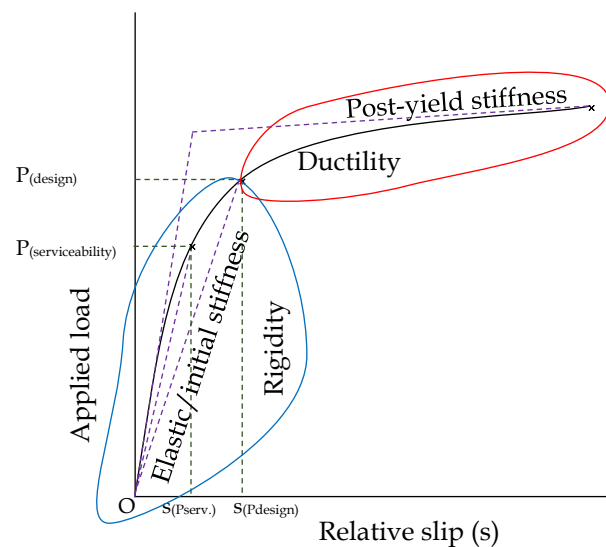 Post-yield stiffness
Ductility
P(design)
P(serviceability)
Elastic/initial stiffness
Rigidity
Applied load
O
s(Pserv.)
s(Pdesign)
Relative slip (s)